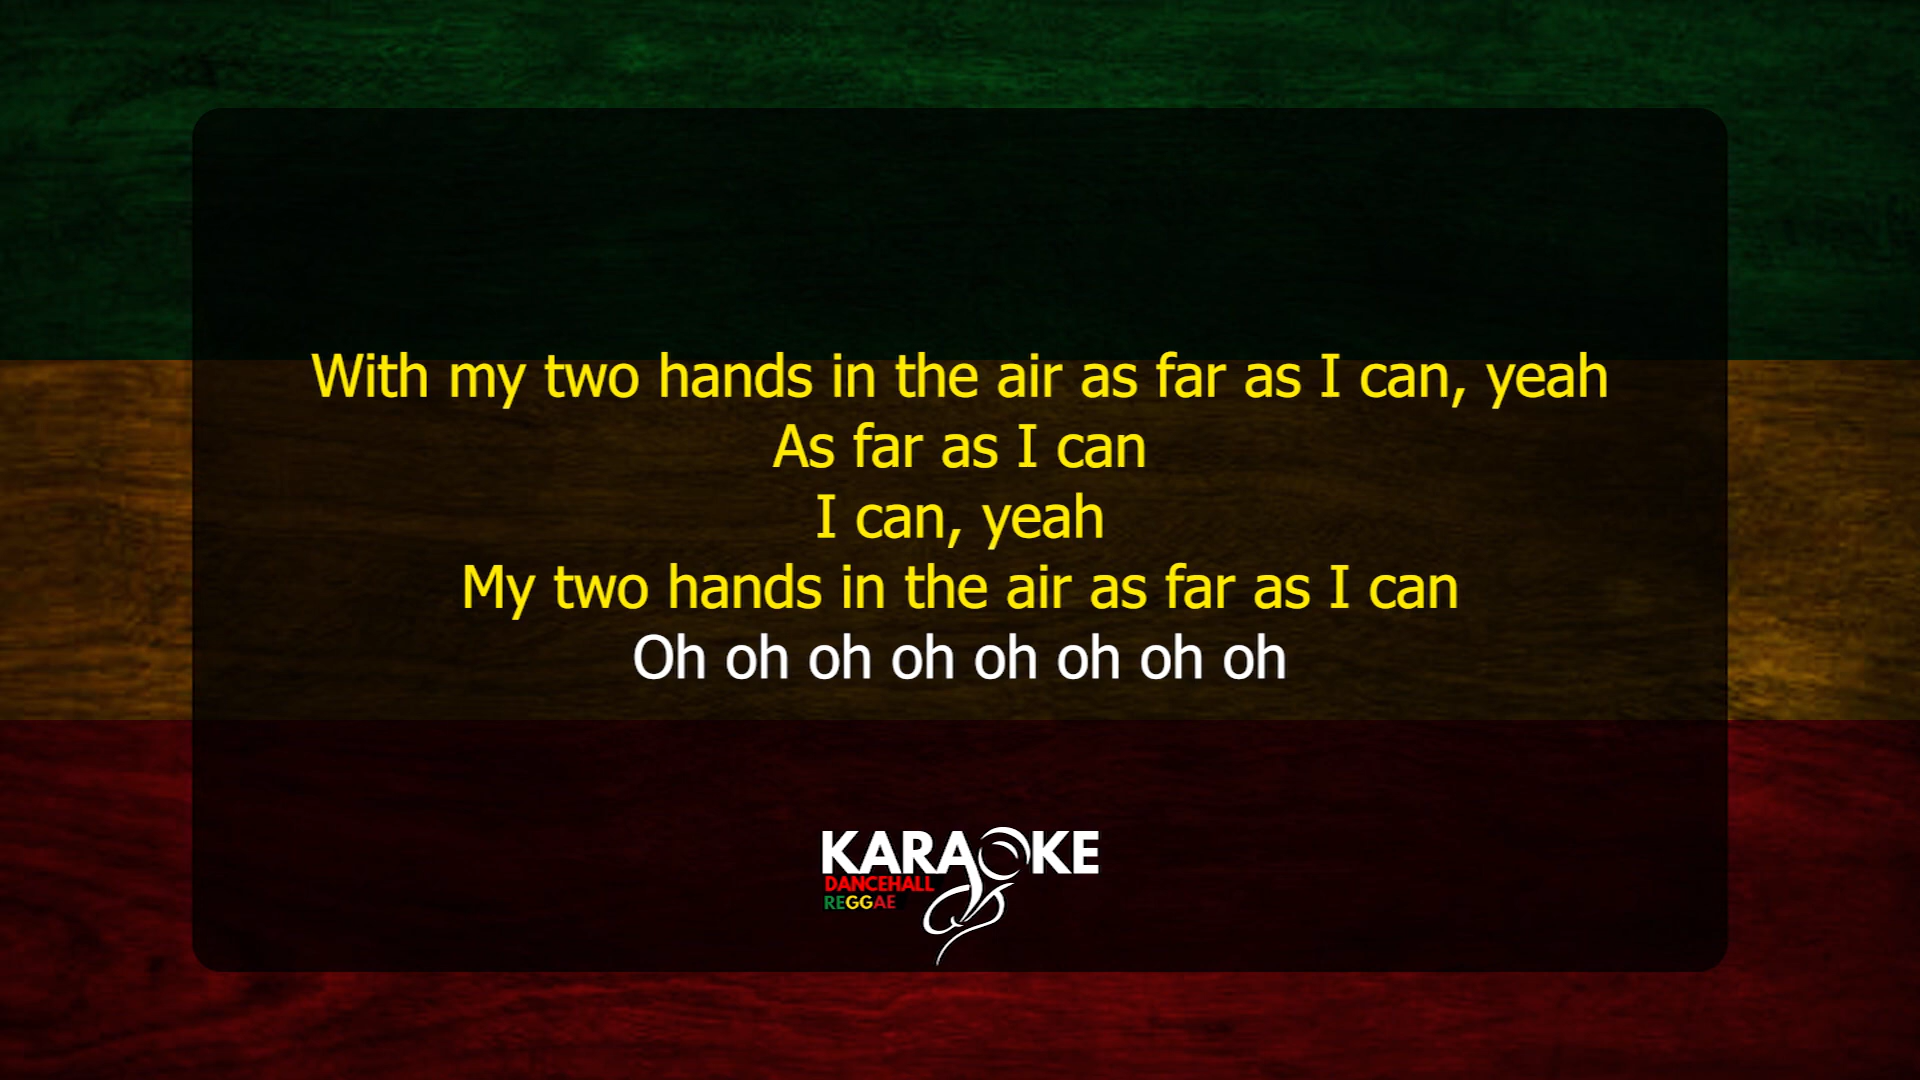 With my two hands in the air as far as I can, yeah
As far as I can
I can, yeah
My two hands in the air as far as I can
Oh oh oh oh oh oh oh oh
KARAOKE
DANCEHALL
REGGAE